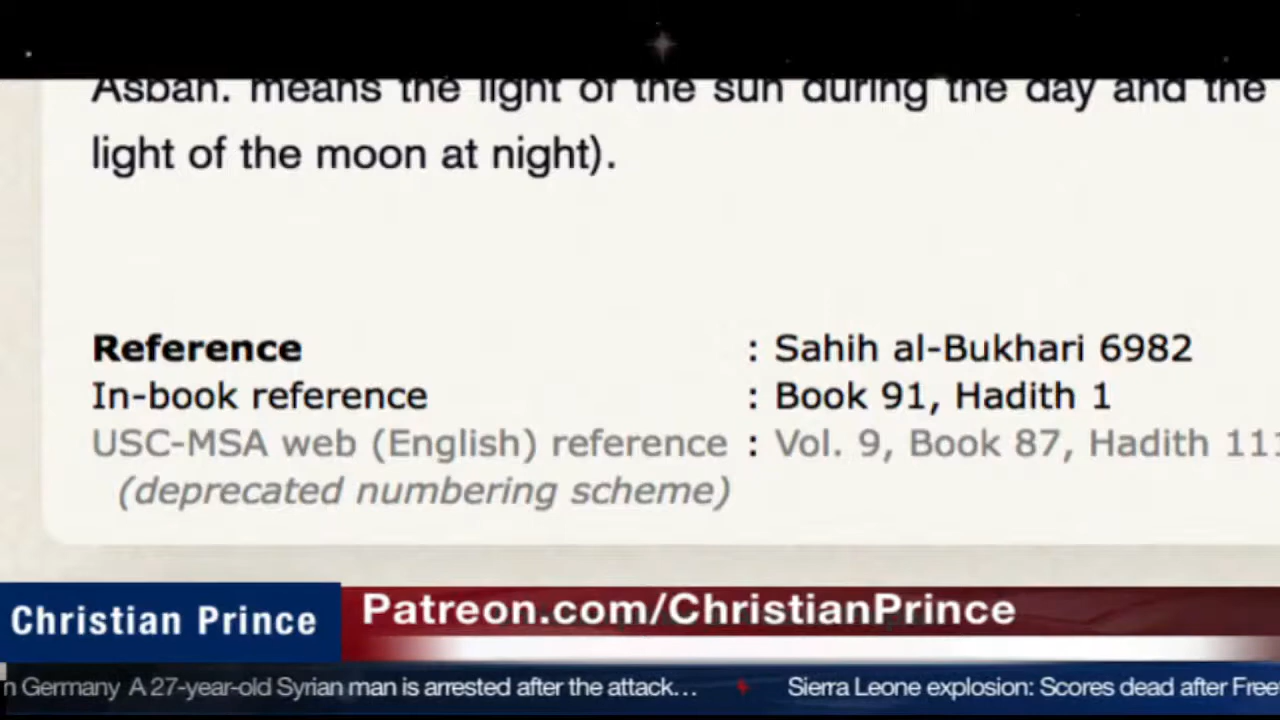 Asbah. means the light of the sun during the day and the
light of the moon at night).
Reference : Sahih al-Bukhari 6982
In-book reference : Book 91, Hadith 1
USC-MSA web (English) reference : Vol. 9, Book 87, Hadith 111
(deprecated numbering scheme)
Christian Prince
Patreon.com/ChristianPrince
n Germany A 27-year-old Syrian man is arrested after the attack... Sierra Leone explosion: Scores dead after Free